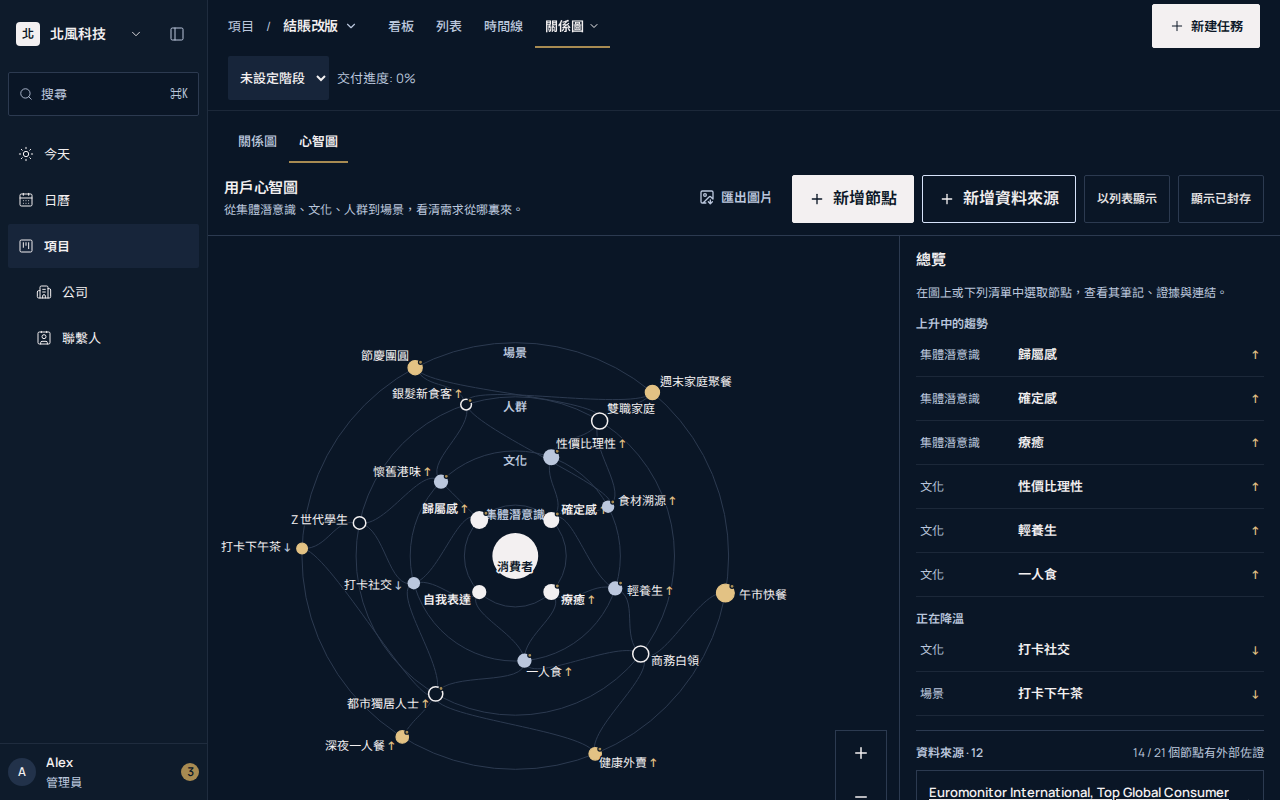 北 北風科技
搜尋 ⌘K
今天
日曆
項目
公司
聯繫人
A Alex
管理員
3
項目 / 結賬改版 看板 列表 時間線 關係圖
新建任務
未設定階段 交付進度: 0%
關係圖 心智圖
用戶心智圖
從集體潛意識、文化、人群到場景，看清需求從哪裏來。
匯出圖片 新增節點 新增資料來源 以列表顯示 顯示已封存
場景
節慶團圓
週末家庭聚餐
銀髮新食客↑
人群
雙職家庭
性價比理性↑
文化
懷舊港味↑
食材溯源↑
歸屬感↑
集體潛意識
確定感↑
Z 世代學生
打卡下午茶↓
消費者
打卡社交↓
自我表達
療癒↑
輕養生↑
午市快餐
商務白領
一人食↑
都市獨居人士↑
深夜一人餐↑
健康外賣↑
+
−
總覽
在圖上或下列清單中選取節點，查看其筆記、證據與連結。
上升中的趨勢
集體潛意識 歸屬感 ↑
集體潛意識 確定感 ↑
集體潛意識 療癒 ↑
文化 性價比理性 ↑
文化 輕養生 ↑
文化 一人食 ↑
正在降溫
文化 打卡社交 ↓
場景 打卡下午茶 ↓
資料來源 · 12 14 / 21 個節點有外部佐證
Euromonitor International, Top Global Consumer